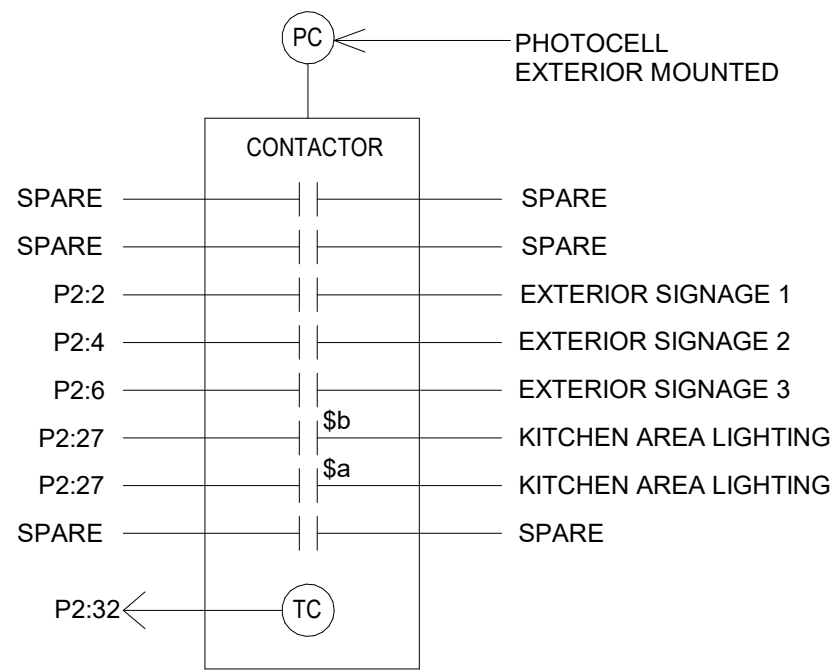 PC
PHOTOCELL
EXTERIOR MOUNTED
CONTACTOR
SPARE SPARE
SPARE SPARE
P2:2 EXTERIOR SIGNAGE 1
P2:4 EXTERIOR SIGNAGE 2
P2:6 EXTERIOR SIGNAGE 3
P2:27 $b KITCHEN AREA LIGHTING
P2:27 $a KITCHEN AREA LIGHTING
SPARE SPARE
P2:32 TC